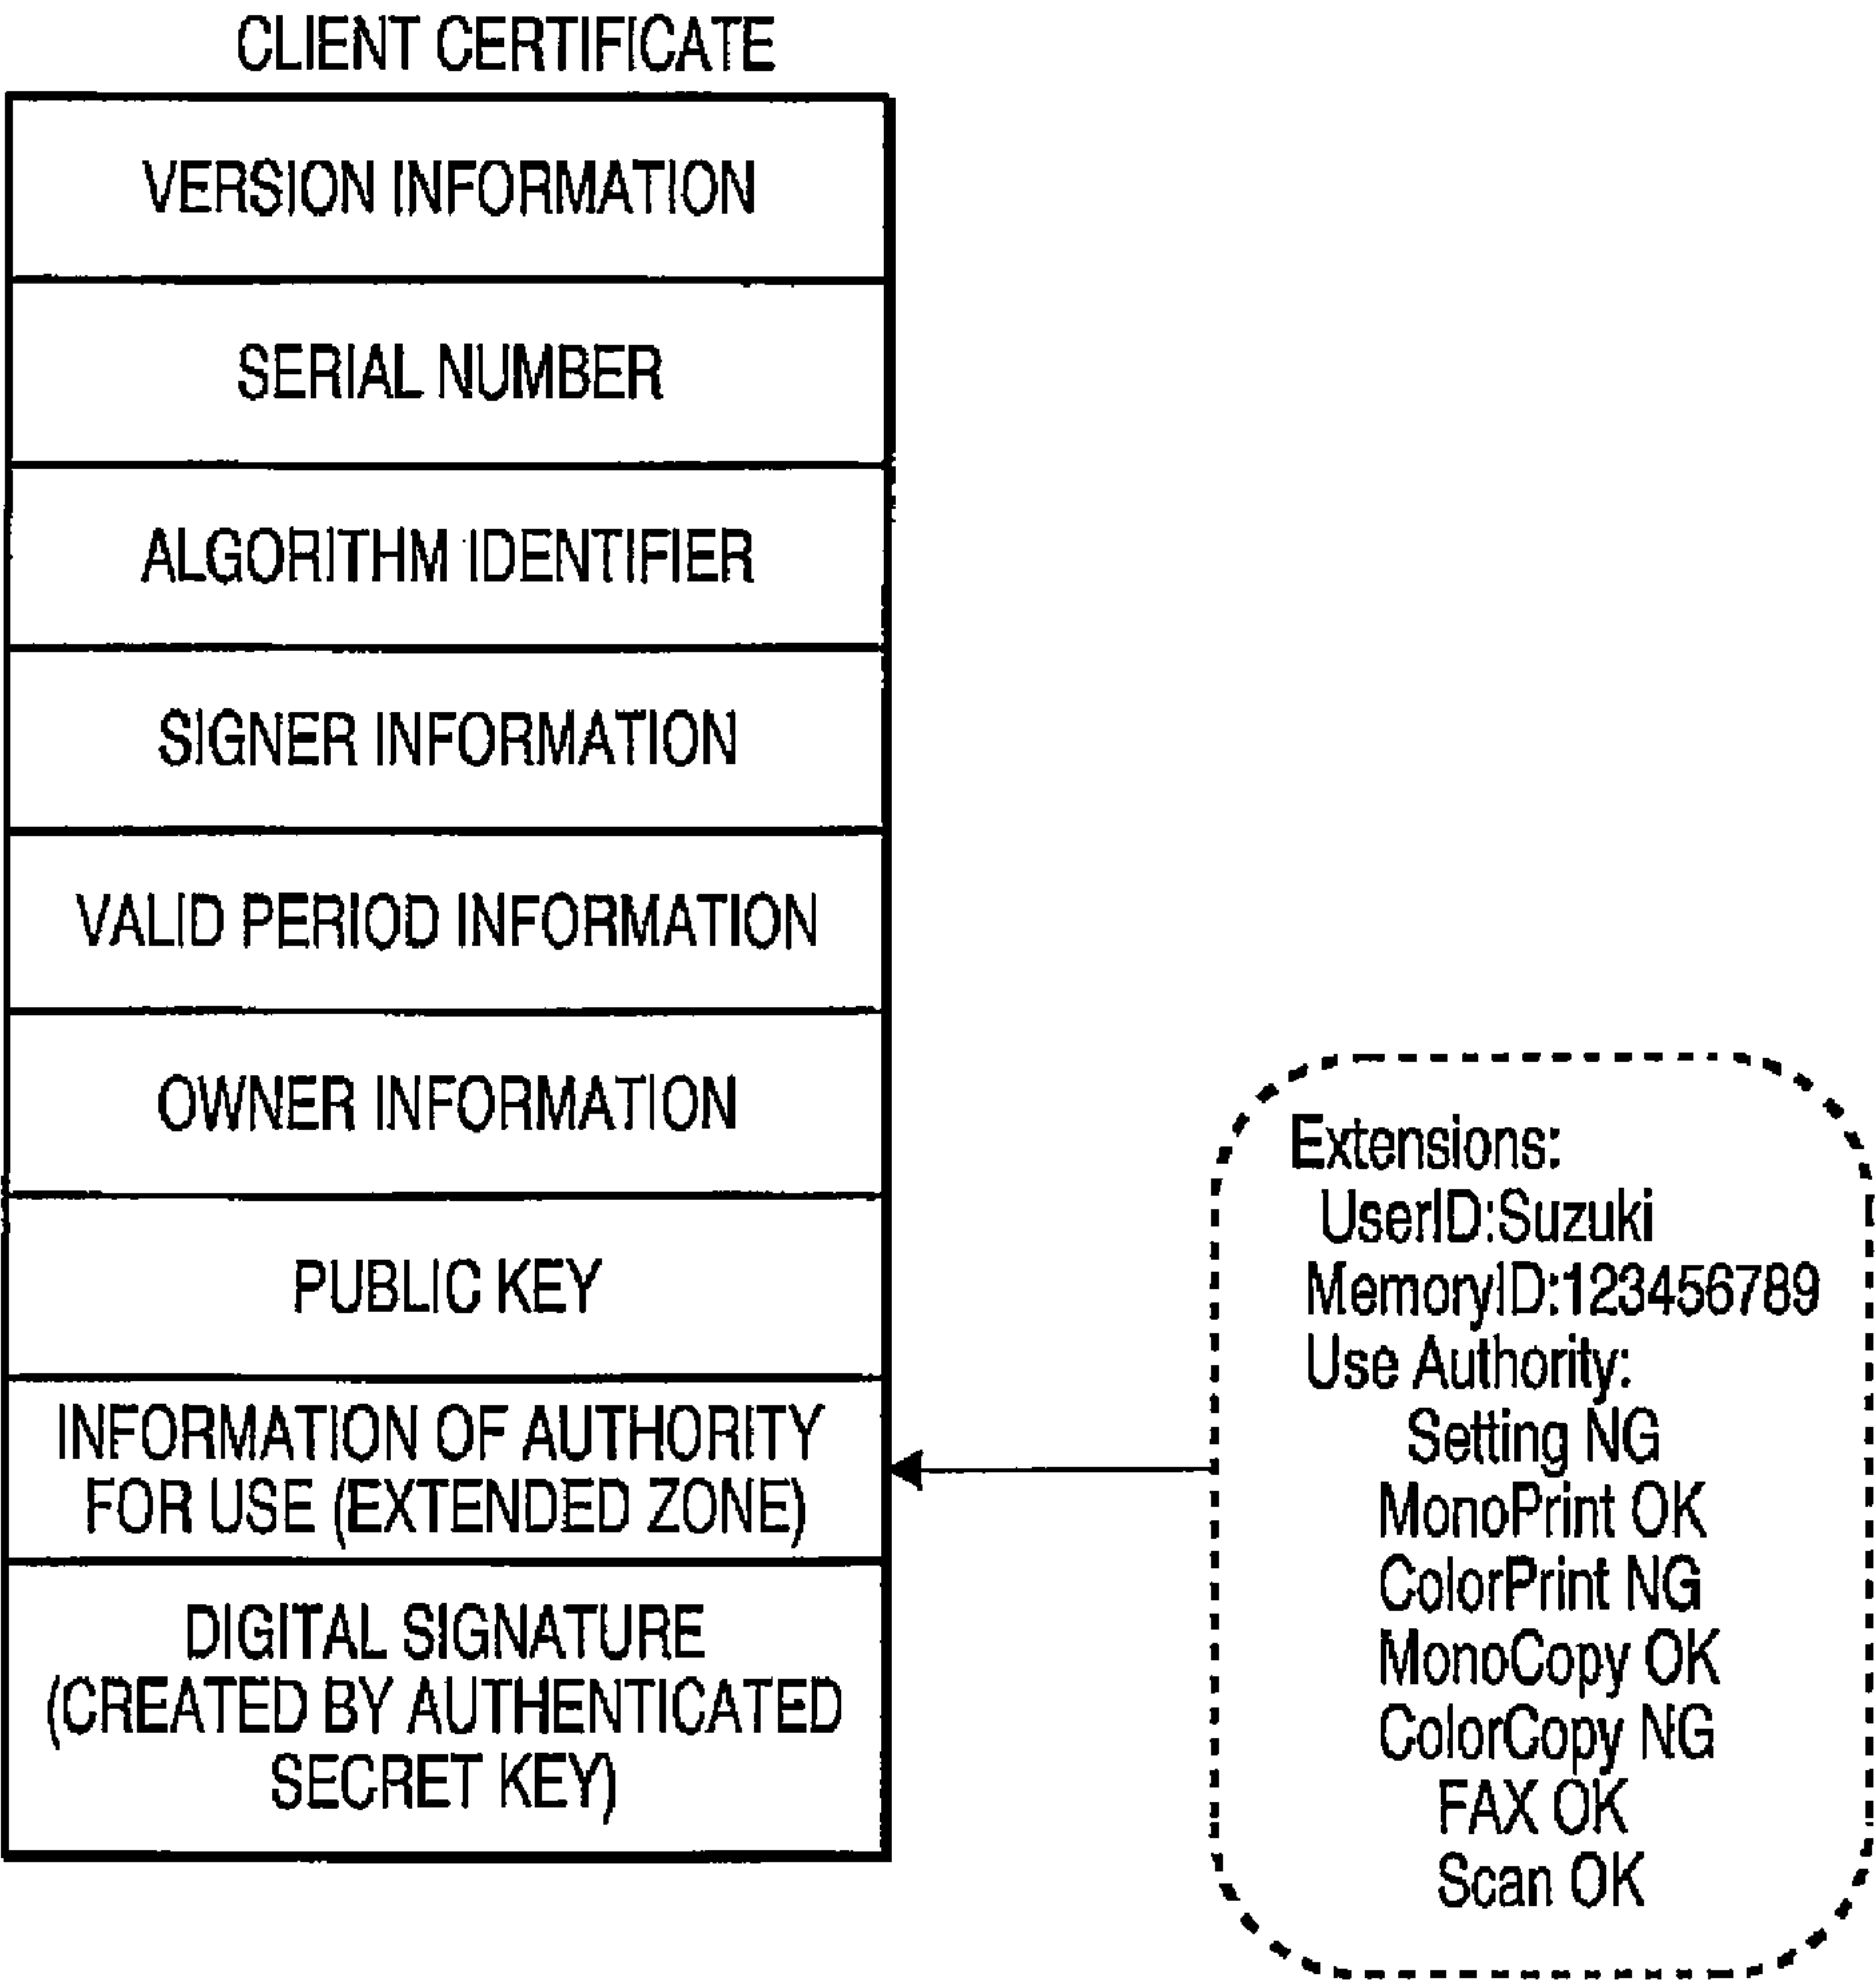 CLIENT CERTIFICATE
VERSION INFORMATION
SERIAL NUMBER
ALGORITHM IDENTIFIER
SIGNER INFORMATION
VALID PERIOD INFORMATION
OWNER INFORMATION
PUBLIC KEY
INFORMATION OF AUTHORITY
FOR USE (EXTENDED ZONE)
DIGITAL SIGNATURE
(CREATED BY AUTHENTICATED
SECRET KEY)
Extensions:
UserID:Suzuki
MemoryID:123456789
Use Authority:
Setting NG
MonoPrint OK
ColorPrint NG
MonoCopy OK
ColorCopy NG
FAX OK
Scan OK